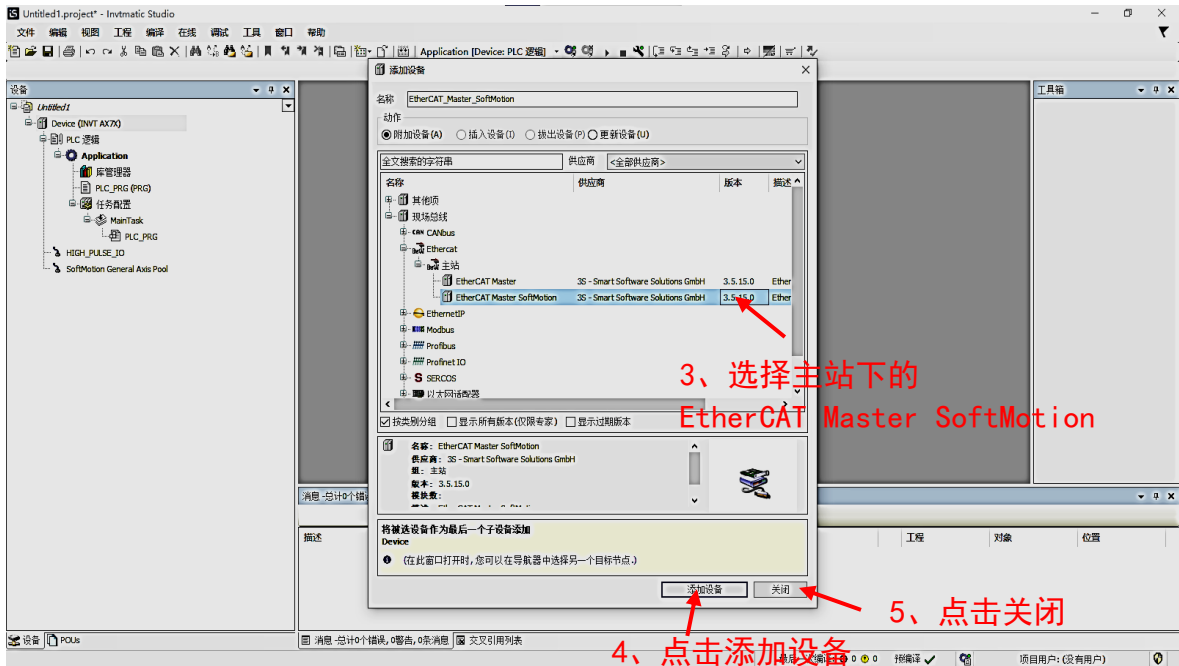 Untitled1.project* - Invtmatic Studio
文件 编辑 视图 工程 编译 在线 调试 工具 窗口 帮助
Application [Device: PLC 逻辑]
设备
Untitled1
Device (INVT AX7X)
PLC 逻辑
Application
库管理器
PLC_PRG (PRG)
任务配置
MainTask
PLC_PRG
HIGH_PULSE_IO
SoftMotion General Axis Pool
工具箱
添加设备
名称 EtherCAT_Master_SoftMotion
动作
附加设备(A) 插入设备(I) 拔出设备(P) 更新设备(U)
全文搜索的字符串 供应商 <全部供应商>
名称 供应商 版本 描述
其他项
现场总线
CAN CANbus
Ethercat
主站
EtherCAT Master 3S - Smart Software Solutions GmbH 3.5.15.0 Ether
EtherCAT Master SoftMotion 3S - Smart Software Solutions GmbH 3.5.15.0 Ether
EthernetIP
Modbus
Profibus
Profinet IO
SERCOS
以太网适配器
3、选择主站下的
EtherCAT Master SoftMotion
按类别分组 显示所有版本(仅限专家) 显示过期版本
名称: EtherCAT Master SoftMotion
供应商: 3S - Smart Software Solutions GmbH
组: 主站
版本: 3.5.15.0
模块数:
将被选设备作为最后一个子设备添加
Device
(在此窗口打开时,您可以在导航器中选择另一个目标节点.)
添加设备 关闭
5、点击关闭
4、点击添加设备
消息 -总计0个错
描述 工程 对象 位置
设备 POUs
消息 -总计0个错误, 0警告, 0条消息 交叉引用列表
0 0 预编译 项目用户: (没有用户)